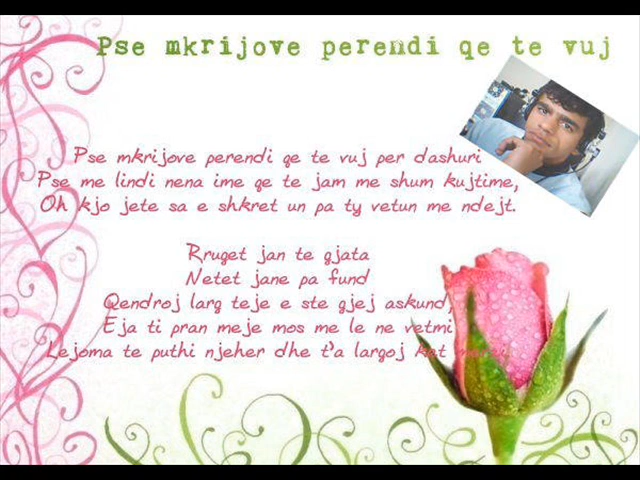 Pse mkrijove perendi qe te vuj
Pse mkrijove perendi qe te vuj per dashuri
Pse me lindi nena ime qe te jam me shum kujtime,
Oh kjo jete sa e shkret un pa ty vetun me ndejt.
Rruget jan te gjata
Netet jane pa fund
Qendroj larg teje e ste gjej askund,
Eja ti pran meje mos me le ne vetmi
Lejoma te puthi njeher dhe t'a largoj ket